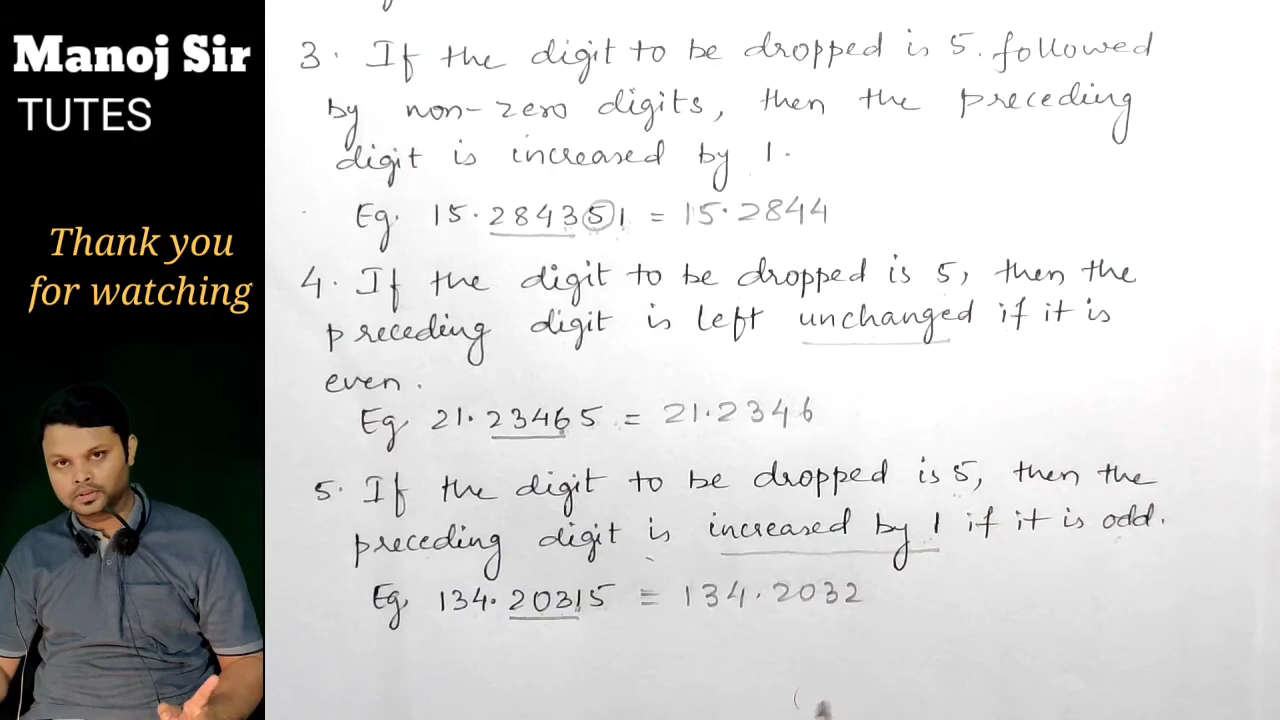 Manoj Sir
TUTES
Thank you
for watching
3. If the digit to be dropped is 5. followed
by non-zero digits, then the preceding
digit is increased by 1.
Eg. 15.284351 = 15.2844
4. If the digit to be dropped is 5, then the
preceding digit is left unchanged if it is
even.
Eg, 21.23465 = 21.2346
5. If the digit to be dropped is 5, then the
preceding digit is increased by 1 if it is odd.
Eg, 134.20315 = 134.2032